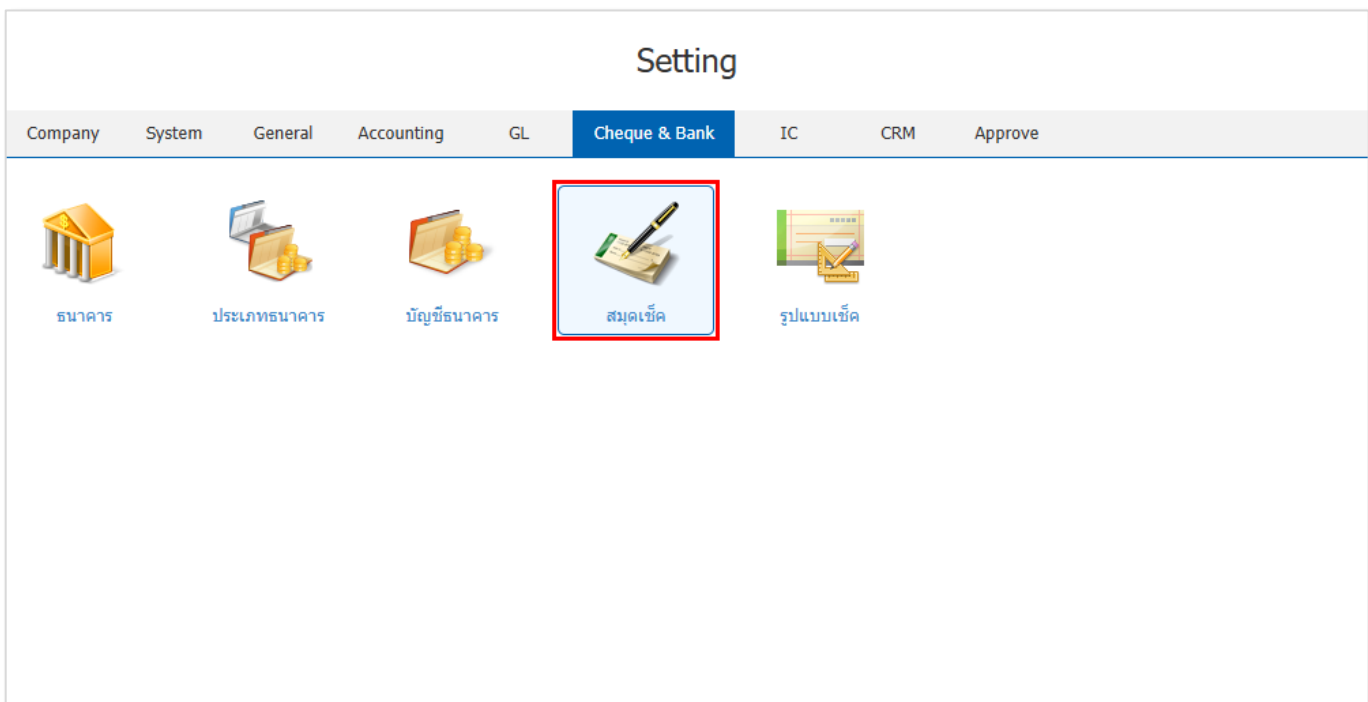 Setting
Company System General Accounting GL Cheque & Bank IC CRM Approve
ธนาคาร ประเภทธนาคาร บัญชีธนาคาร สมุดเช็ค รูปแบบเช็ค